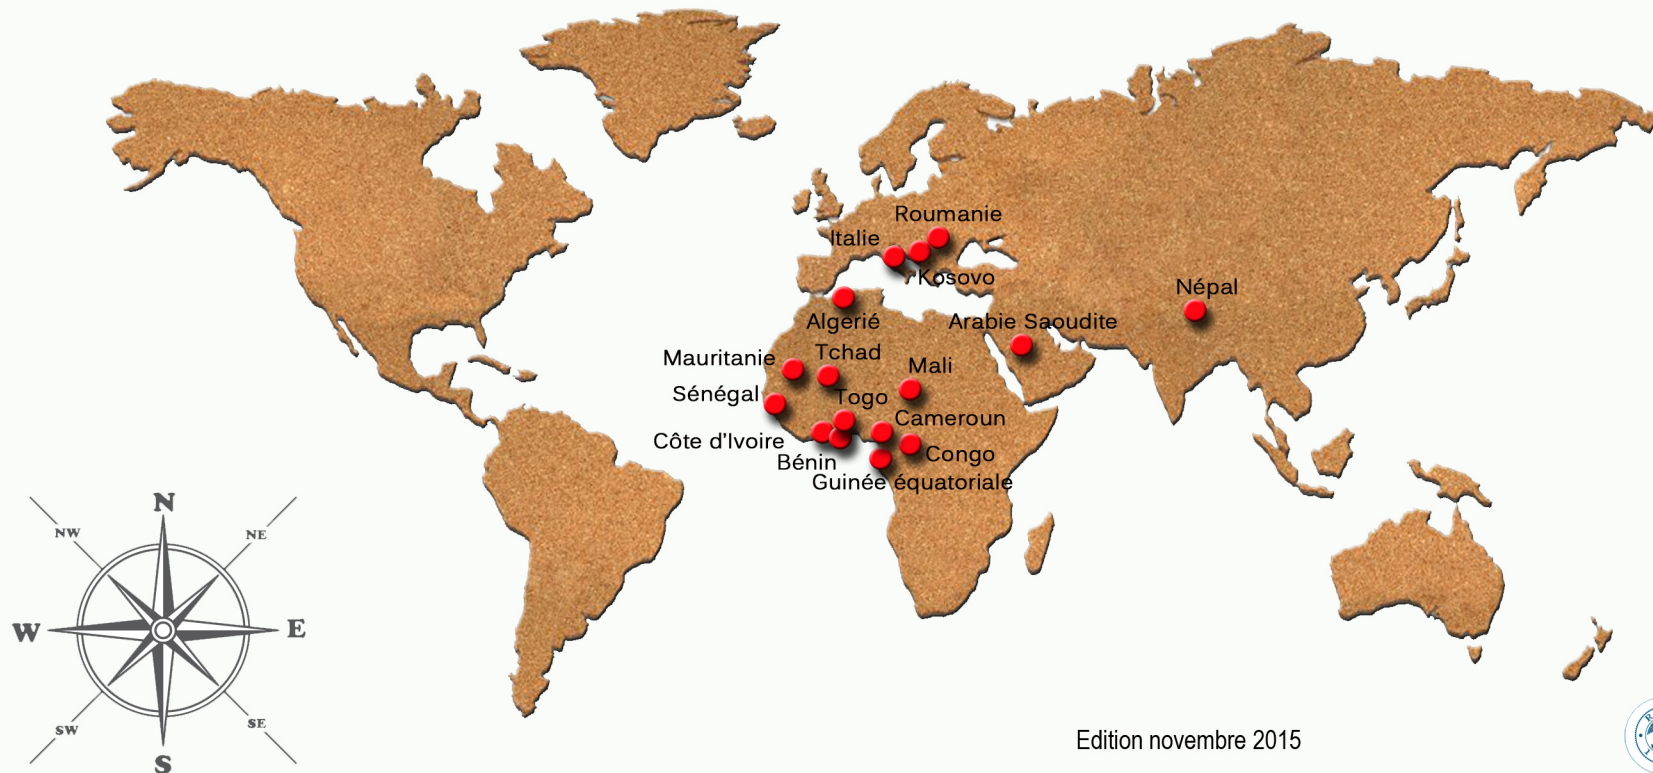 Roumanie
Italie
Kosovo
Népal
Algerié
Arabie Saoudite
Mauritanie
Tchad
Mali
Sénégal
Togo
Cameroun
Côte d'Ivoire
Congo
Bénin
Guinée équatoriale
N
NW
NE
W
E
SW
SE
S
Edition novembre 2015